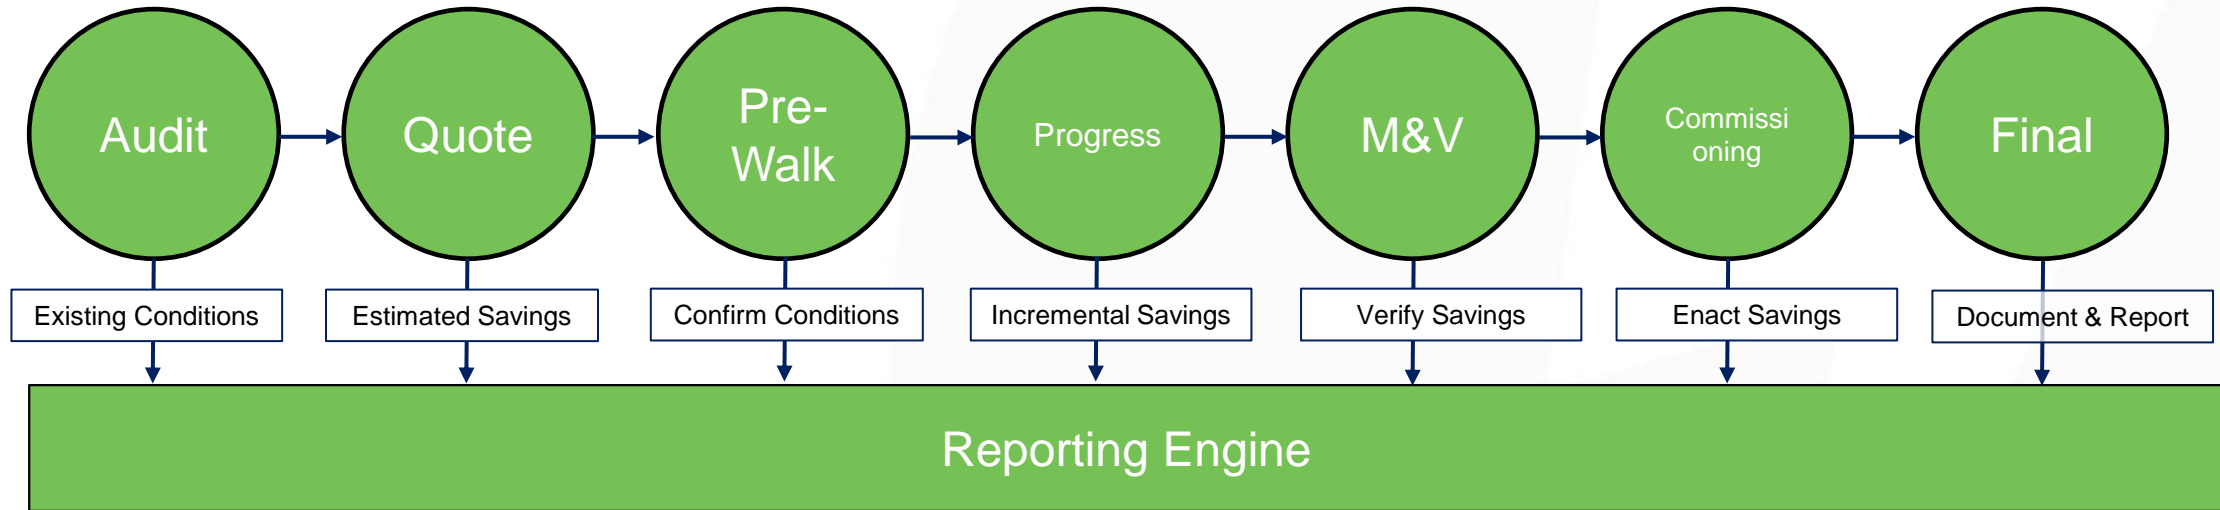 Audit
Quote
Pre-
Walk
Progress
M&V
Commissi
oning
Final
Existing Conditions
Estimated Savings
Confirm Conditions
Incremental Savings
Verify Savings
Enact Savings
Document & Report
Reporting Engine